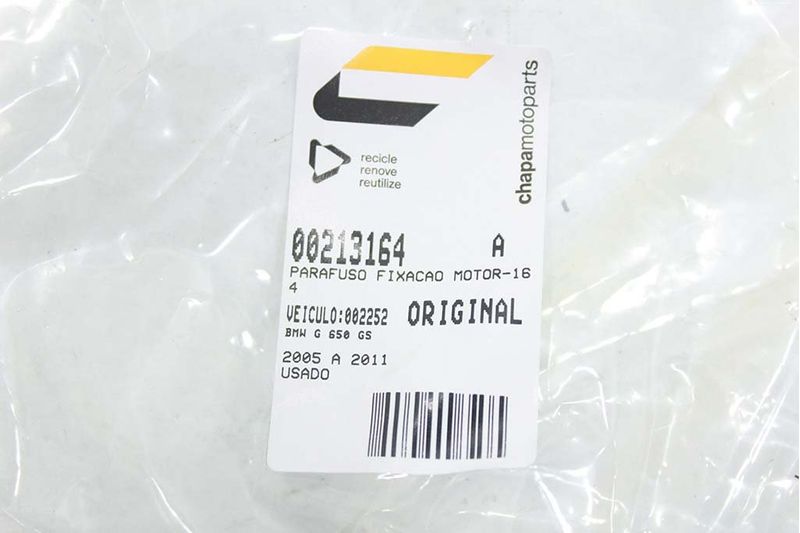 chapamotoparts
recicle
renove
reutilize
00213164 A
PARAFUSO FIXACAO MOTOR-16
4
VEICULO:002252 ORIGINAL
BMW G 650 GS
2005 A 2011
USADO